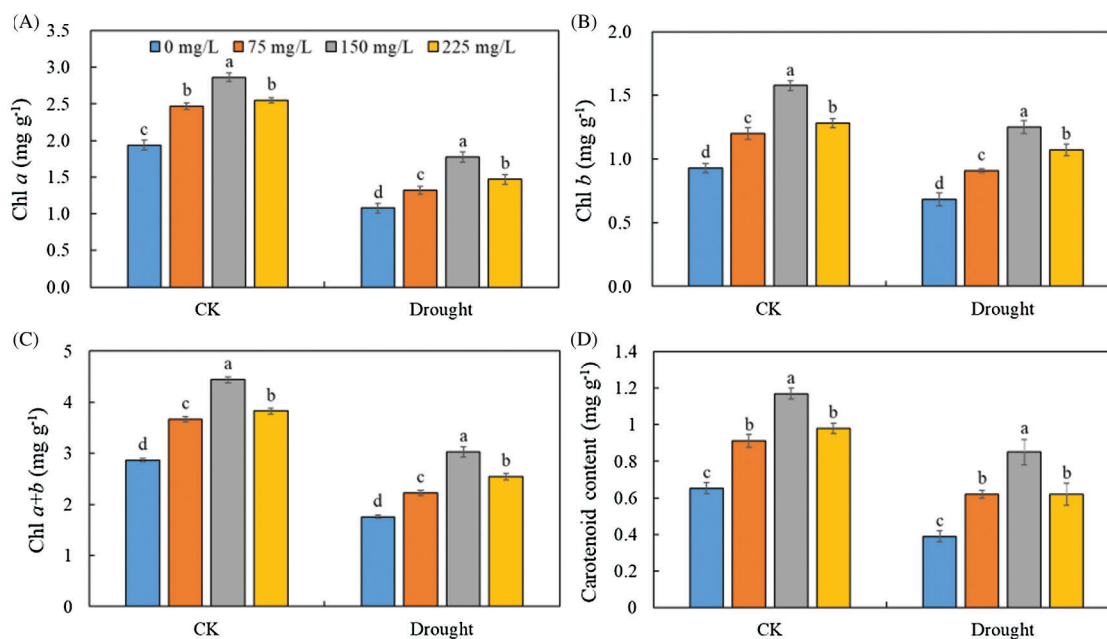 (A)
3.5
3.0
2.5
2.0
1.5
1.0
0.5
0.0
Chl a (mg g-1)
0 mg/L 75 mg/L 150 mg/L 225 mg/L
c b a b
d c a b
CK Drought
(B)
2.0
1.5
1.0
0.5
0.0
Chl b (mg g-1)
d c a b
d c a b
CK Drought
(C)
5
4
3
2
1
0
Chl a+b (mg g-1)
d c a b
d c a b
CK Drought
(D)
1.4
1.2
1
0.8
0.6
0.4
0.2
0
Carotenoid content (mg g-1)
c b a b
c b a b
CK Drought